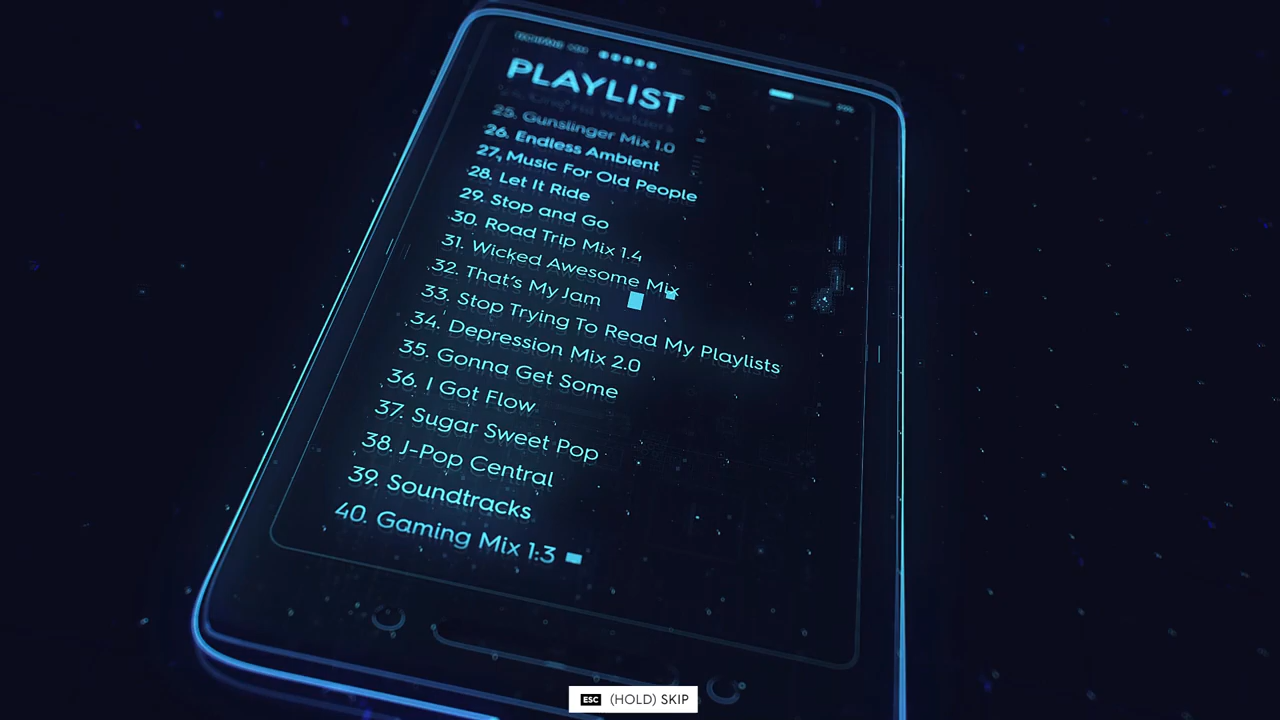 PLAYLIST
25. Gunslinger Mix 1.0
26. Endless Ambient
27, Music For Old People
28. Let It Ride
29. Stop and Go
30. Road Trip Mix 1.4
31. Wicked Awesome Mix
32. That's My Jam
33. Stop Trying To Read My Playlists
34. Depression Mix 2.0
35. Gonna Get Some
36. I Got Flow
37. Sugar Sweet Pop
38. J-Pop Central
39. Soundtracks
40. Gaming Mix 1:3
ESC (HOLD) SKIP